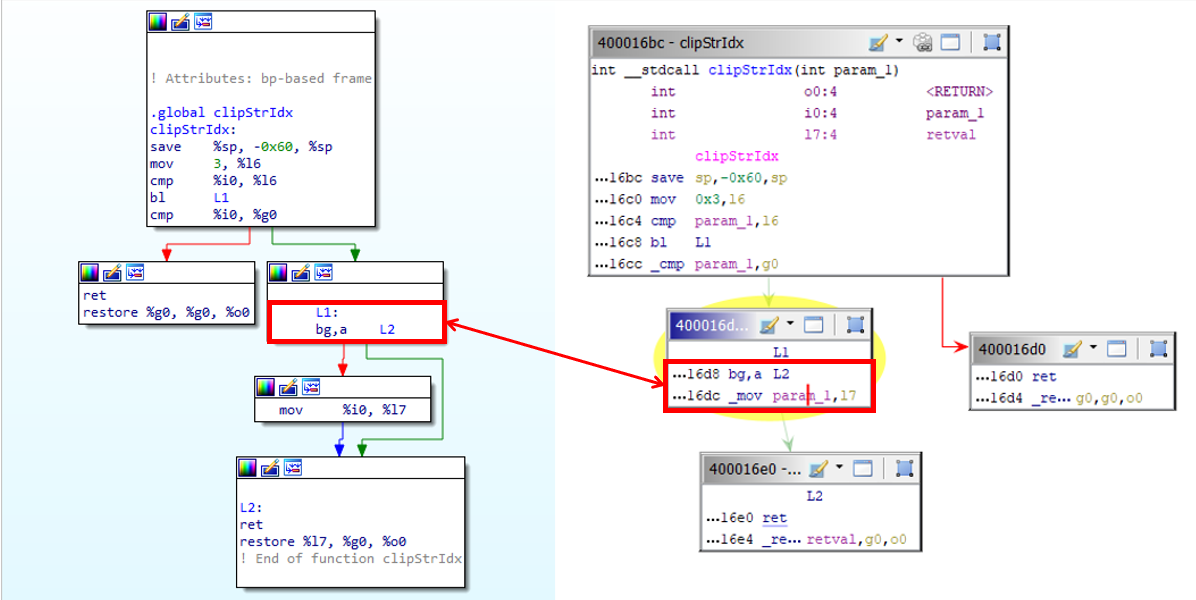 ! Attributes: bp-based frame
.global clipStrIdx
clipStrIdx:
save %sp, -0x60, %sp
mov 3, %l6
cmp %i0, %l6
bl L1
cmp %i0, %g0
ret
restore %g0, %g0, %o0
L1:
bg,a L2
mov %i0, %l7
L2:
ret
restore %l7, %g0, %o0
! End of function clipStrIdx
400016bc - clipStrIdx
int __stdcall clipStrIdx(int param_1)
int o0:4 <RETURN>
int i0:4 param_1
int l7:4 retval
clipStrIdx
...16bc save sp,-0x60,sp
...16c0 mov 0x3,l6
...16c4 cmp param_1,l6
...16c8 bl L1
...16cc _cmp param_1,g0
400016d...
L1
...16d8 bg,a L2
...16dc _mov param_1,l7
400016d0
...16d0 ret
...16d4 _re... g0,g0,o0
400016e0 -...
L2
...16e0 ret
...16e4 _re... retval,g0,o0